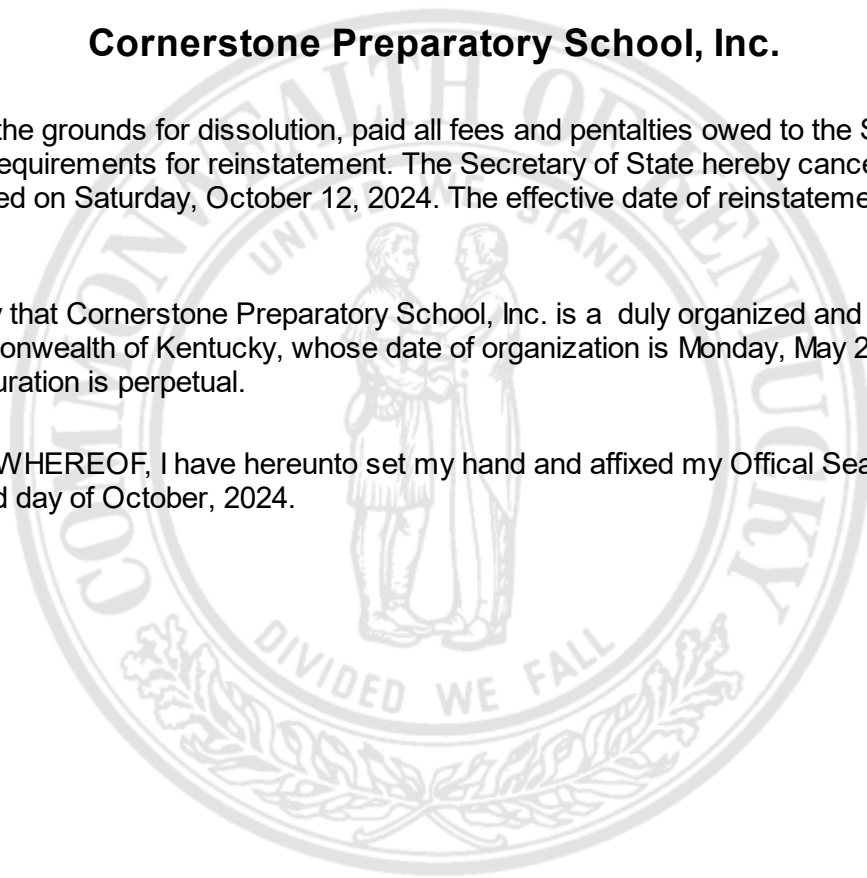 Cornerstone Preparatory School, Inc.
the grounds for dissolution, paid all fees and pentalties owed to the S
equirements for reinstatement. The Secretary of State hereby cance
ed on Saturday, October 12, 2024. The effective date of reinstateme
y that Cornerstone Preparatory School, Inc. is a  duly organized and
onwealth of Kentucky, whose date of organization is Monday, May 2
uration is perpetual.
WHEREOF, I have hereunto set my hand and affixed my Offical Sea
d day of October, 2024.
COMMONWEALTH OF KENTUCKY
UNITED WE STAND
DIVIDED WE FALL